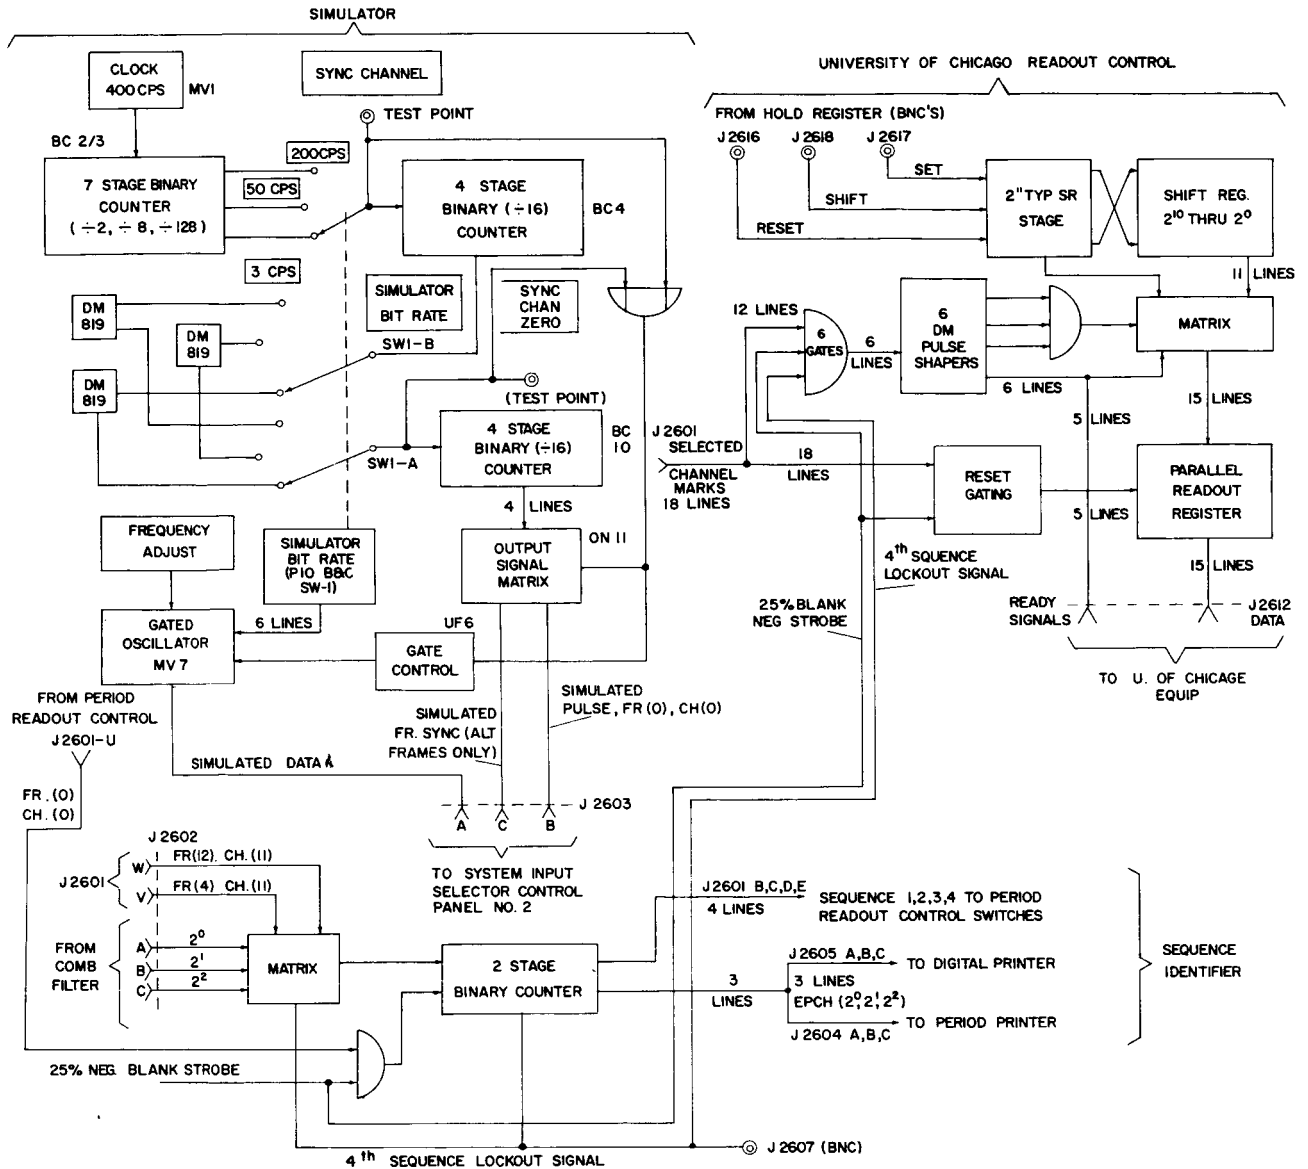 SIMULATOR
CLOCK
400 CPS
MV1
SYNC CHANNEL
TEST POINT
BC 2/3
7 STAGE BINARY
COUNTER
(÷2, ÷8, ÷128)
200CPS
50 CPS
3 CPS
4 STAGE
BINARY (÷16)
COUNTER
BC4
SIMULATOR
BIT RATE
SYNC
CHAN
ZERO
DM
819
DM
819
DM
819
SW1-B
SW1-A
(TEST POINT)
4 STAGE
BINARY (÷16)
COUNTER
BC
10
4 LINES
OUTPUT
SIGNAL
MATRIX
ON 11
FREQUENCY
ADJUST
SIMULATOR
BIT RATE
(P10 B&C
SW-1)
6 LINES
GATED
OSCILLATOR
MV 7
UF6
GATE
CONTROL
FROM PERIOD
READOUT CONTROL
J2601-U
SIMULATED
FR. SYNC (ALT
FRAMES ONLY)
SIMULATED
PULSE, FR (0), CH(0)
SIMULATED DATA
FR. (0)
CH. (0)
A C B
J 2603
TO SYSTEM INPUT
SELECTOR CONTROL
PANEL NO. 2
UNIVERSITY OF CHICAGO READOUT CONTROL
FROM HOLD REGISTER (BNC'S)
J 2616
J 2618
J 2617
SET
SHIFT
RESET
2" TYP SR
STAGE
SHIFT REG.
2¹⁰ THRU 2⁰
11 LINES
12 LINES
6
GATES
6
LINES
6
DM
PULSE
SHAPERS
MATRIX
6 LINES
5
LINES
15
LINES
J 2601
SELECTED
CHANNEL
MARKS
18 LINES
18
LINES
RESET
GATING
5 LINES
PARALLEL
READOUT
REGISTER
4th SQUENCE
LOCKOUT SIGNAL
25% BLANK
NEG STROBE
15 LINES
READY
SIGNALS
J2612
DATA
TO U. OF CHICAGE
EQUIP
J 2602
J2601
W
FR(12). CH. (11)
V
FR(4) CH.(11)
FROM
COMB
FILTER
A 2⁰
B 2¹
C 2²
MATRIX
2 STAGE
BINARY COUNTER
J2601 B,C,D,E
4 LINES
SEQUENCE 1,2,3,4 TO PERIOD
READOUT CONTROL SWITCHES
3
LINES
J2605 A,B,C
TO DIGITAL PRINTER
3 LINES
EPCH (2⁰,2¹,2²)
TO PERIOD PRINTER
J2604 A,B,C
SEQUENCE
IDENTIFIER
25% NEG. BLANK STROBE
J 2607 (BNC)
4th SEQUENCE LOCKOUT SIGNAL